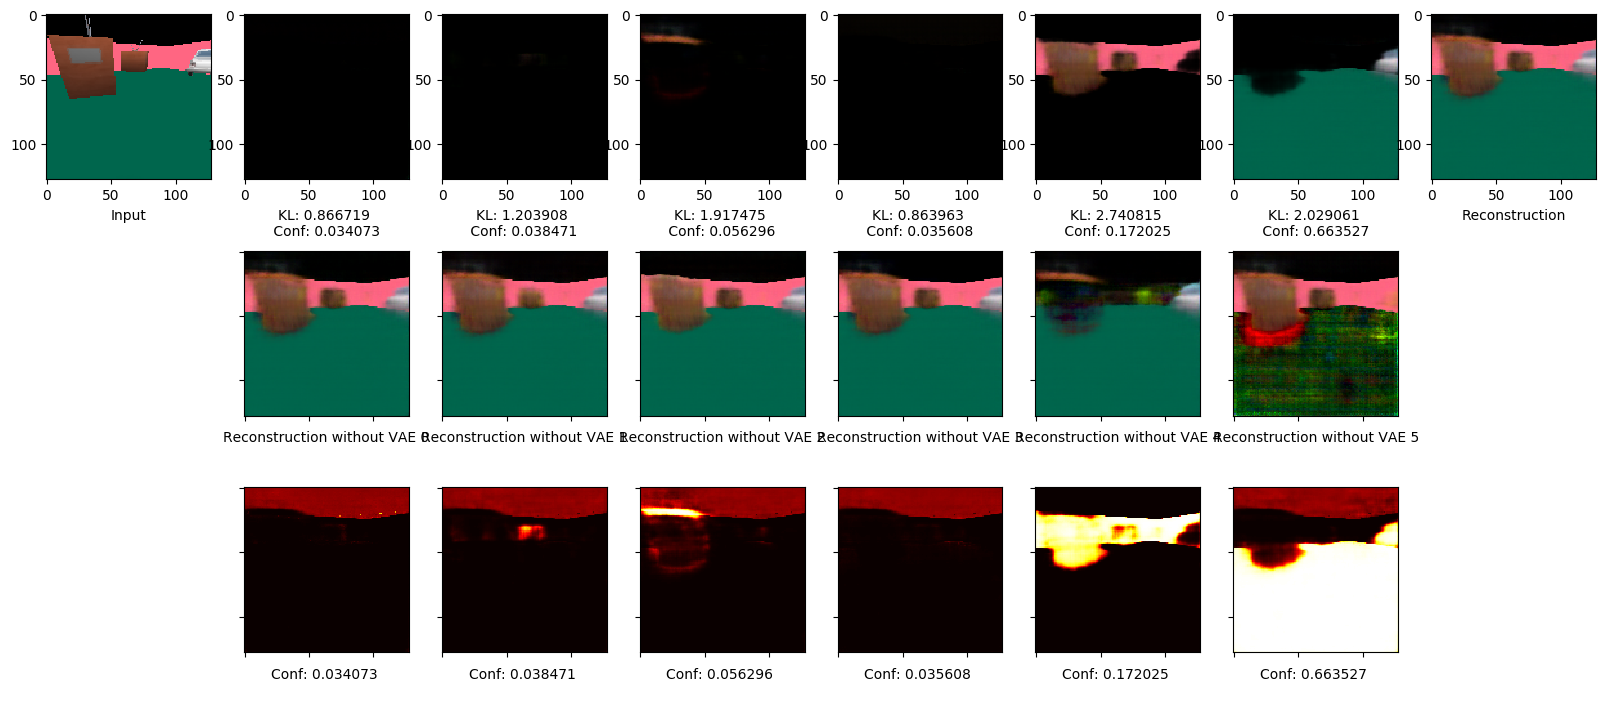 0
50
100
0 50 100
Input
0
50
100
0 50 100
KL: 0.866719
Conf: 0.034073
0
50
100
0 50 100
KL: 1.203908
Conf: 0.038471
0
50
100
0 50 100
KL: 1.917475
Conf: 0.056296
0
50
100
0 50 100
KL: 0.863963
Conf: 0.035608
0
50
100
0 50 100
KL: 2.740815
Conf: 0.172025
0
50
100
0 50 100
KL: 2.029061
Conf: 0.663527
0
50
100
0 50 100
Reconstruction
Reconstruction without VAE 0
Reconstruction without VAE 1
Reconstruction without VAE 2
Reconstruction without VAE 3
Reconstruction without VAE 4
Reconstruction without VAE 5
Conf: 0.034073
Conf: 0.038471
Conf: 0.056296
Conf: 0.035608
Conf: 0.172025
Conf: 0.663527